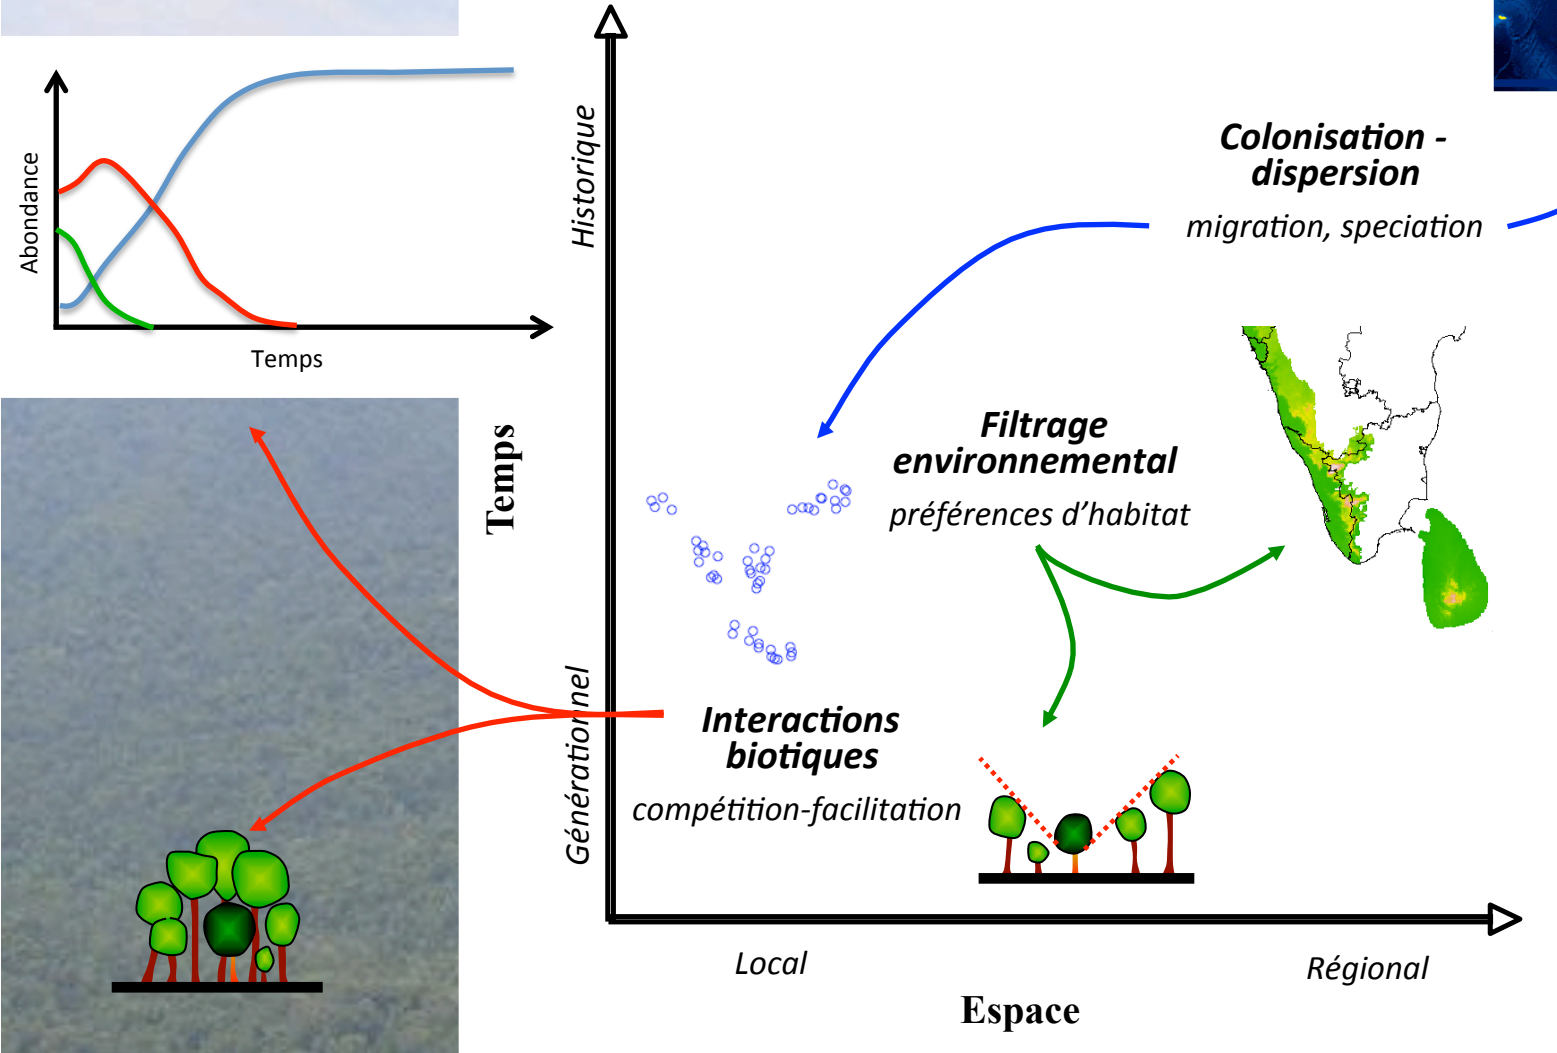 Abondance
Temps
Historique
Temps
Générationnel
Colonisation -
dispersion
migration, speciation
Filtrage
environnemental
préférences d'habitat
Interactions
biotiques
compétition-facilitation
Local
Régional
Espace